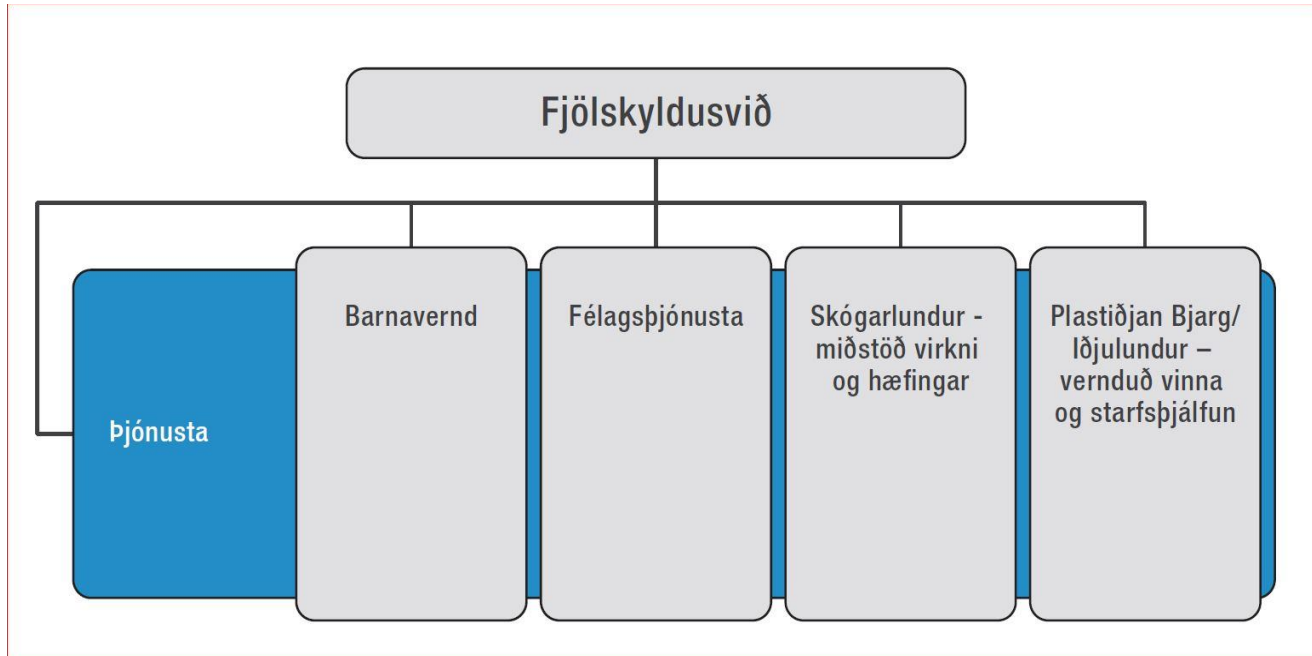 Fjölskyldusvið
Þjónusta
Barnavernd
Félagsþjónusta
Skógarlundur -
miðstöð virkni
og hæfingar
Plastiðjan Bjarg/
Iðjulundur –
vernduð vinna
og starfsþjálfun